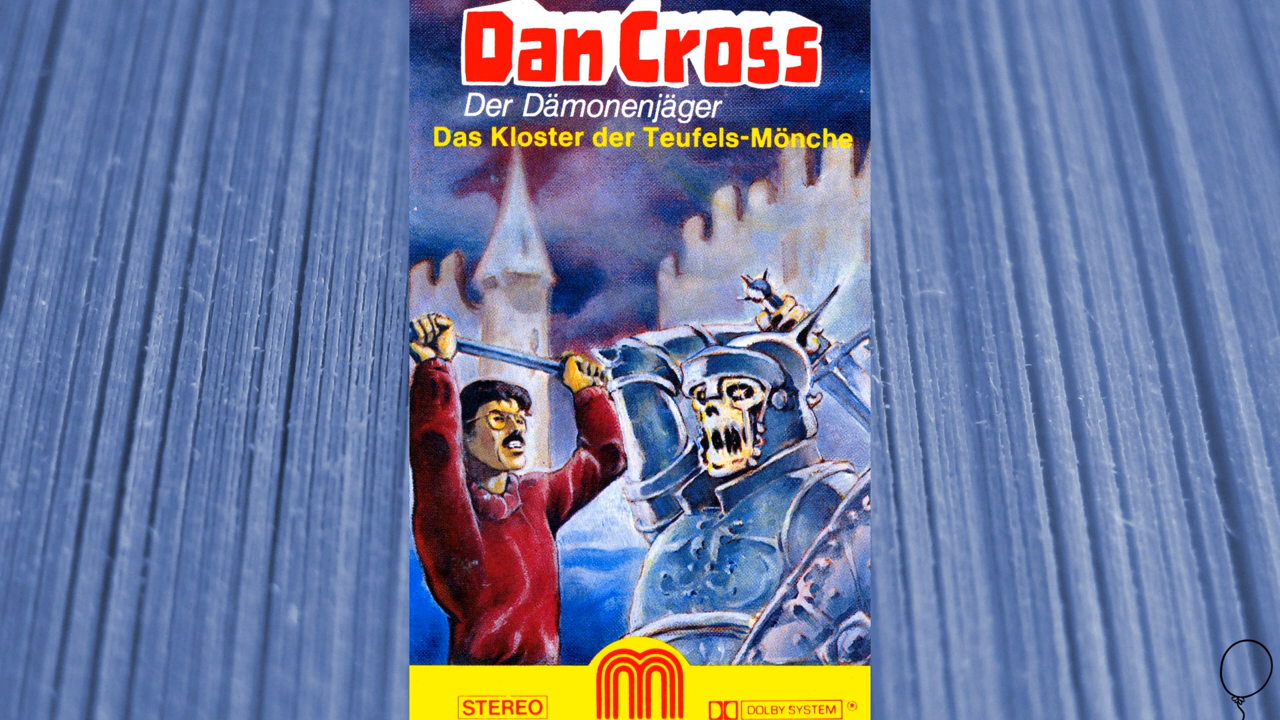 Dan Cross
Der Dämonenjäger
Das Kloster der Teufels-Mönche
STEREO
DOLBY SYSTEM